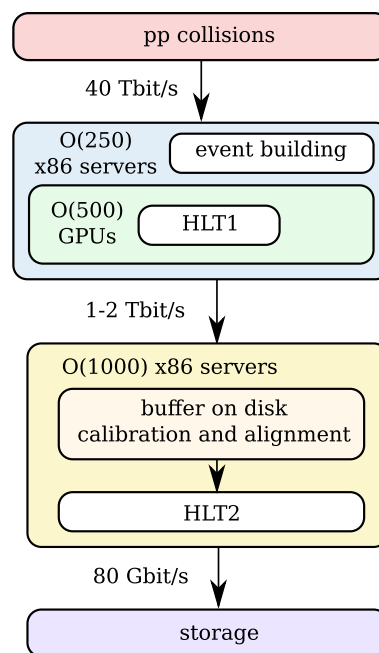 pp collisions
40 Tbit/s
O(250)
x86 servers
event building
O(500)
GPUs
HLT1
1-2 Tbit/s
O(1000) x86 servers
buffer on disk
calibration and alignment
HLT2
80 Gbit/s
storage